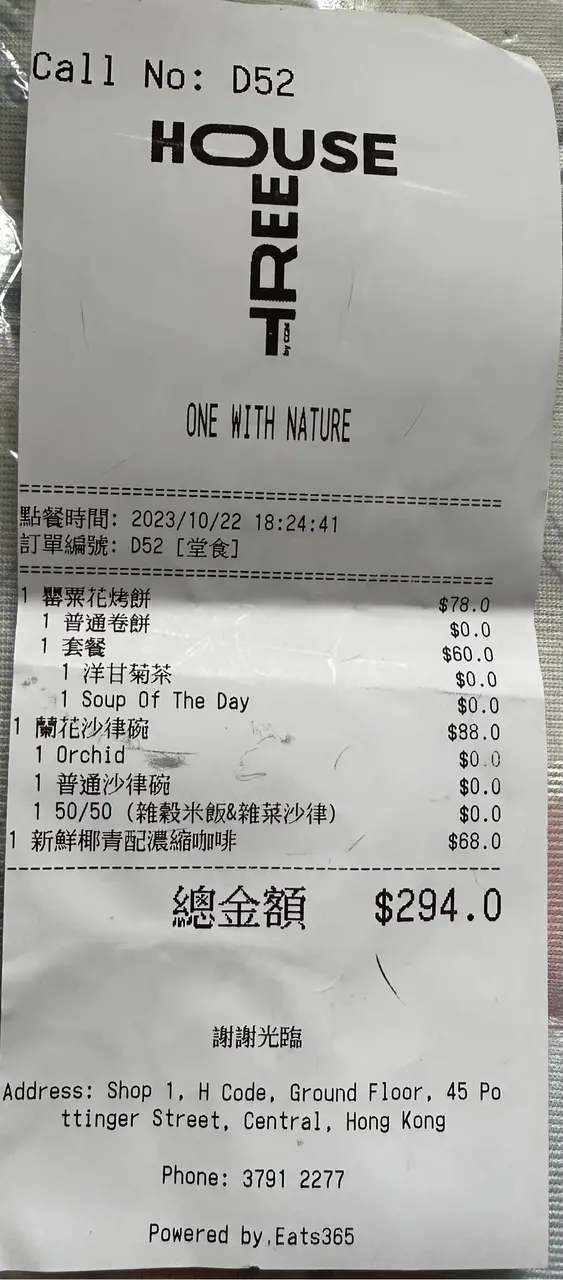 Call No: D52
HOUSE
TREE
by CODE
ONE WITH NATURE
================================================
點餐時間: 2023/10/22 18:24:41
訂單編號: D52 [堂食]
================================================
1 罌粟花烤餅 $78.0
1 普通卷餅 $0.0
1 套餐 $60.0
1 洋甘菊茶 $0.0
1 Soup Of The Day $0.0
1 蘭花沙律碗 $88.0
1 Orchid $0.0
1 普通沙律碗 $0.0
1 50/50 (雜穀米飯&雜菜沙律) $0.0
1 新鮮椰青配濃縮咖啡 $68.0
------------------------------------------------
總金額 $294.0
謝謝光臨
Address: Shop 1, H Code, Ground Floor, 45 Po
ttinger Street, Central, Hong Kong
Phone: 3791 2277
Powered by Eats365